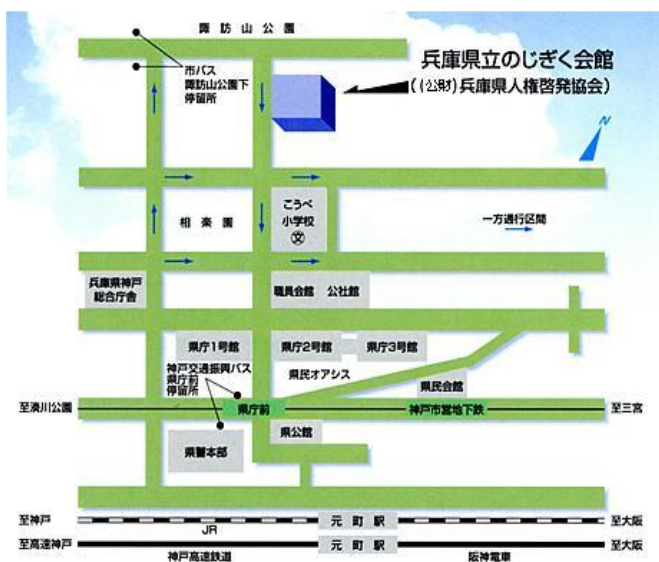 諏訪山公園
兵庫県立のじぎく会館
((公財)兵庫県人権啓発協会)
市バス
諏訪山公園下
停留所
N
こうべ
小学校
文
相楽園
一方通行区間
兵庫県神戸
総合庁舎
職員会館 公社館
県庁1号館
県庁2号館
県庁3号館
神戸交通振興バス
県庁前
停留所
県民オアシス
県民会館
至湊川公園
県庁前
神戸市営地下鉄
至三宮
県警本部
県公館
至神戸
JR
元町駅
至大阪
至高速神戸
神戸高速鉄道
元町駅
阪神電車
至大阪